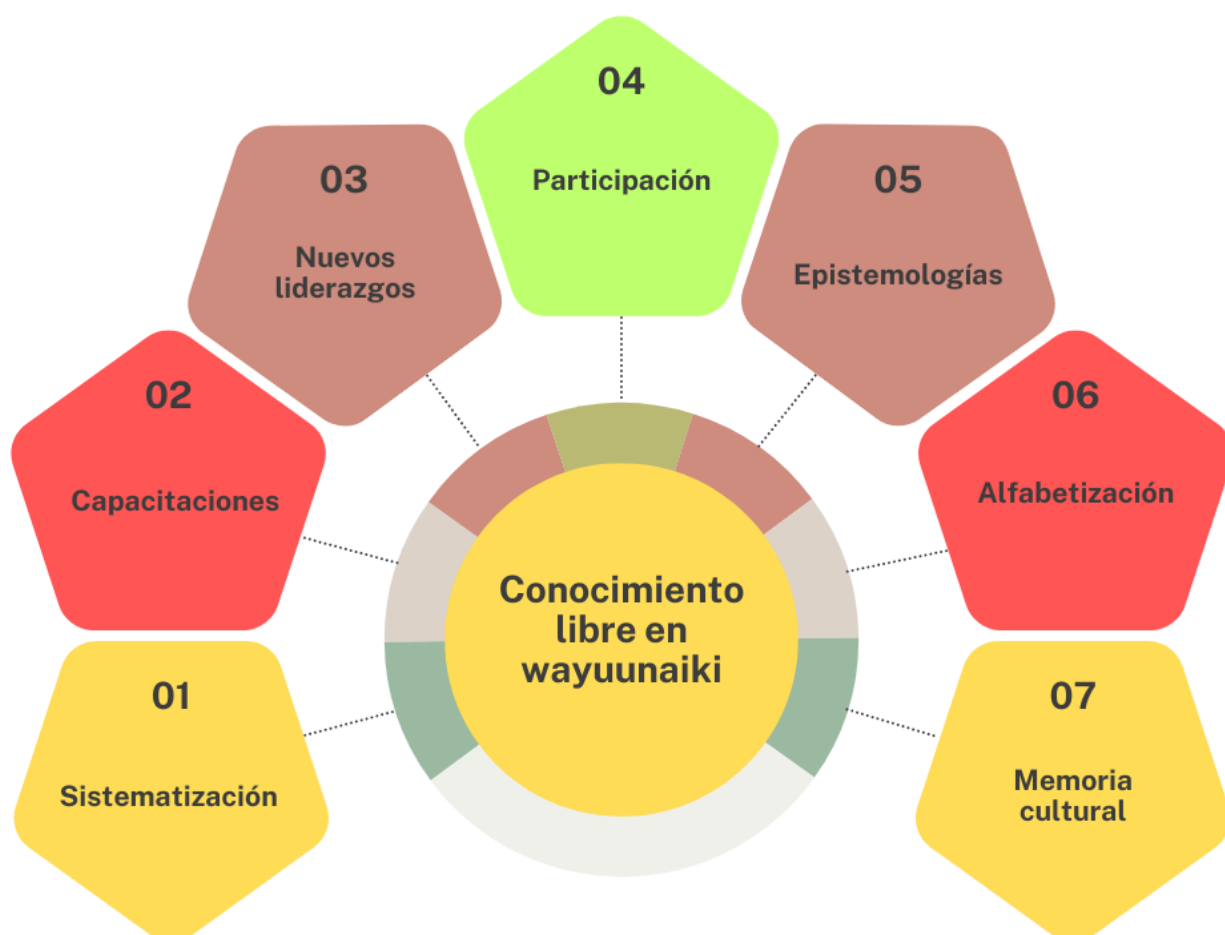 01
Sistematización
02
Capacitaciones
03
Nuevos
liderazgos
04
Participación
05
Epistemologías
06
Alfabetización
07
Memoria
cultural
Conocimiento
libre en
wayuunaiki